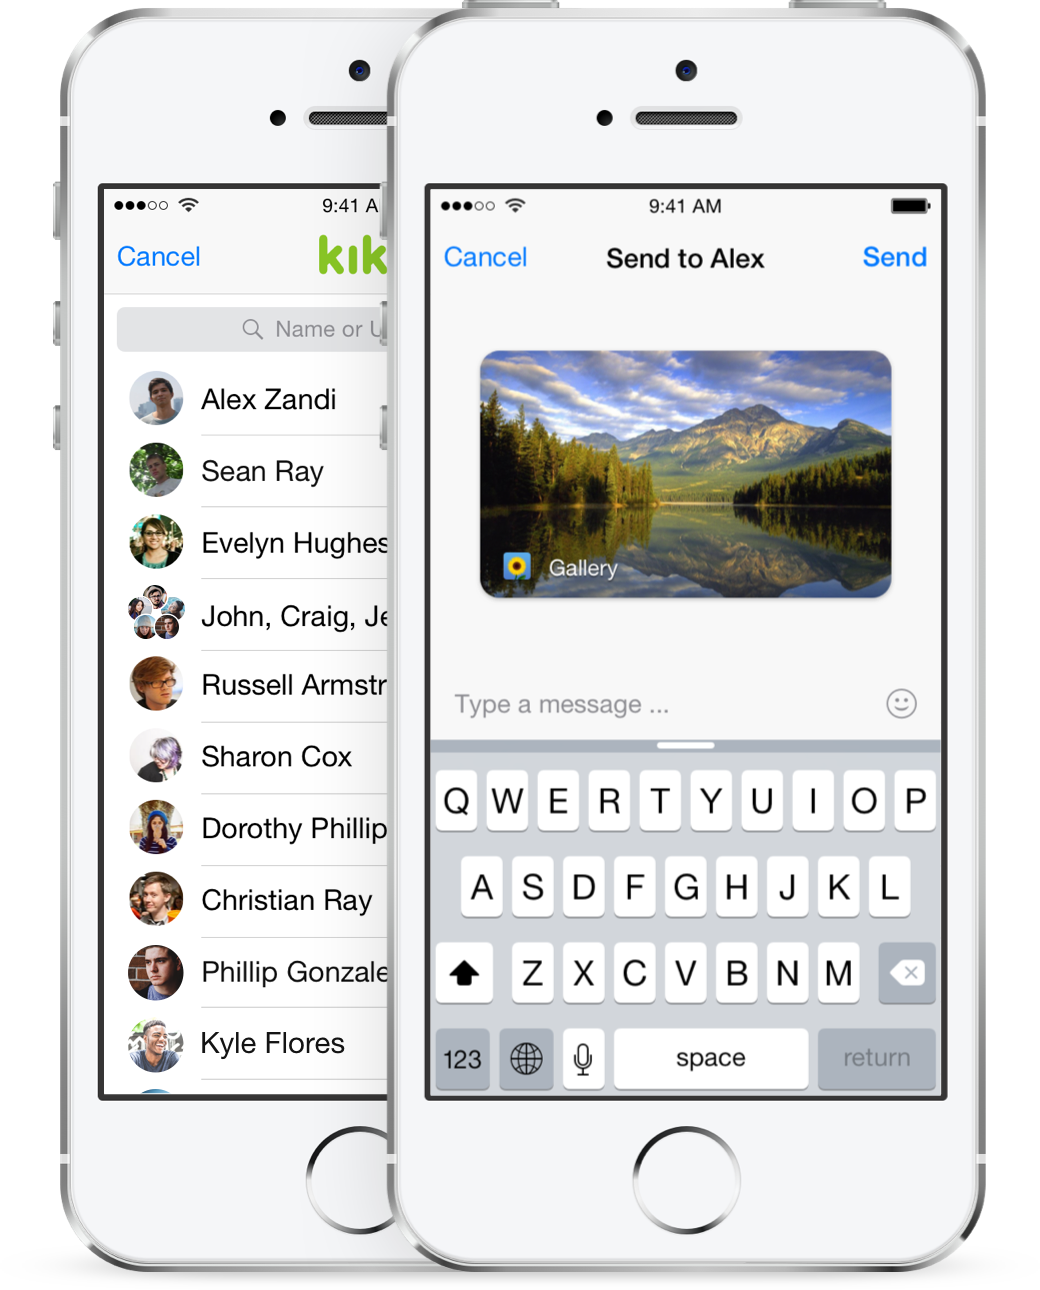 9:41 A
Cancel
kik
Name or U
Alex Zandi
Sean Ray
Evelyn Hughes
John, Craig, Je
Russell Armstr
Sharon Cox
Dorothy Phillip
Christian Ray
Phillip Gonzale
Kyle Flores
9:41 AM
Cancel
Send to Alex
Send
Gallery
Type a message ...
Q W E R T Y U I O P
A S D F G H J K L
Z X C V B N M
123
space
return